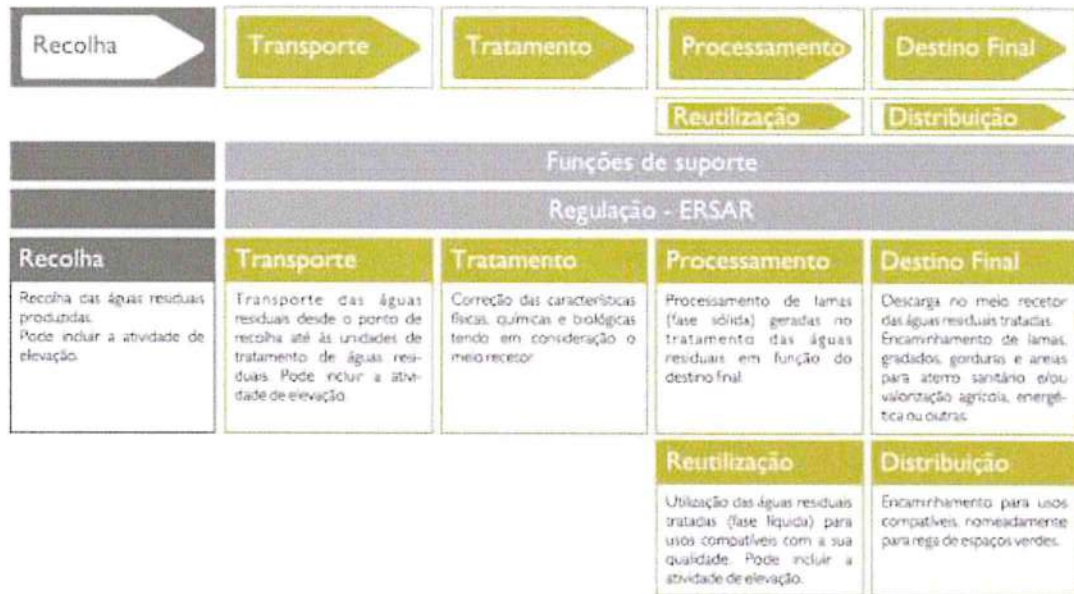 Recolha
Transporte
Tratamento
Processamento
Destino Final
Reutilização
Distribuição
Funções de suporte
Regulação - ERSAR
Recolha
Recolha das águas residuais
produzidas.
Pode incluir a atividade de
elevação.
Transporte
Transporte das águas
residuais desde o ponto de
recolha até às unidades de
tratamento de águas resi-
duais. Pode incluir a ativi-
dade de elevação.
Tratamento
Correção das características
físicas, químicas e biológicas
tendo em consideração o
meio recetor
Processamento
Processamento de lamas
(fase sólida) geradas no
tratamento das águas
residuais em função do
destino final.
Destino Final
Descarga no meio recetor
das águas residuais tratadas.
Encaminhamento de lamas,
gradados, gorduras e areias
para aterro sanitário e/ou
valorização agrícola, energé-
tica ou outras.
Reutilização
Utilização das águas residuais
tratadas (fase líquida) para
usos compatíveis com a sua
qualidade. Pode incluir a
atividade de elevação.
Distribuição
Encaminhamento para usos
compatíveis, nomeadamente
para rega de espaços verdes.